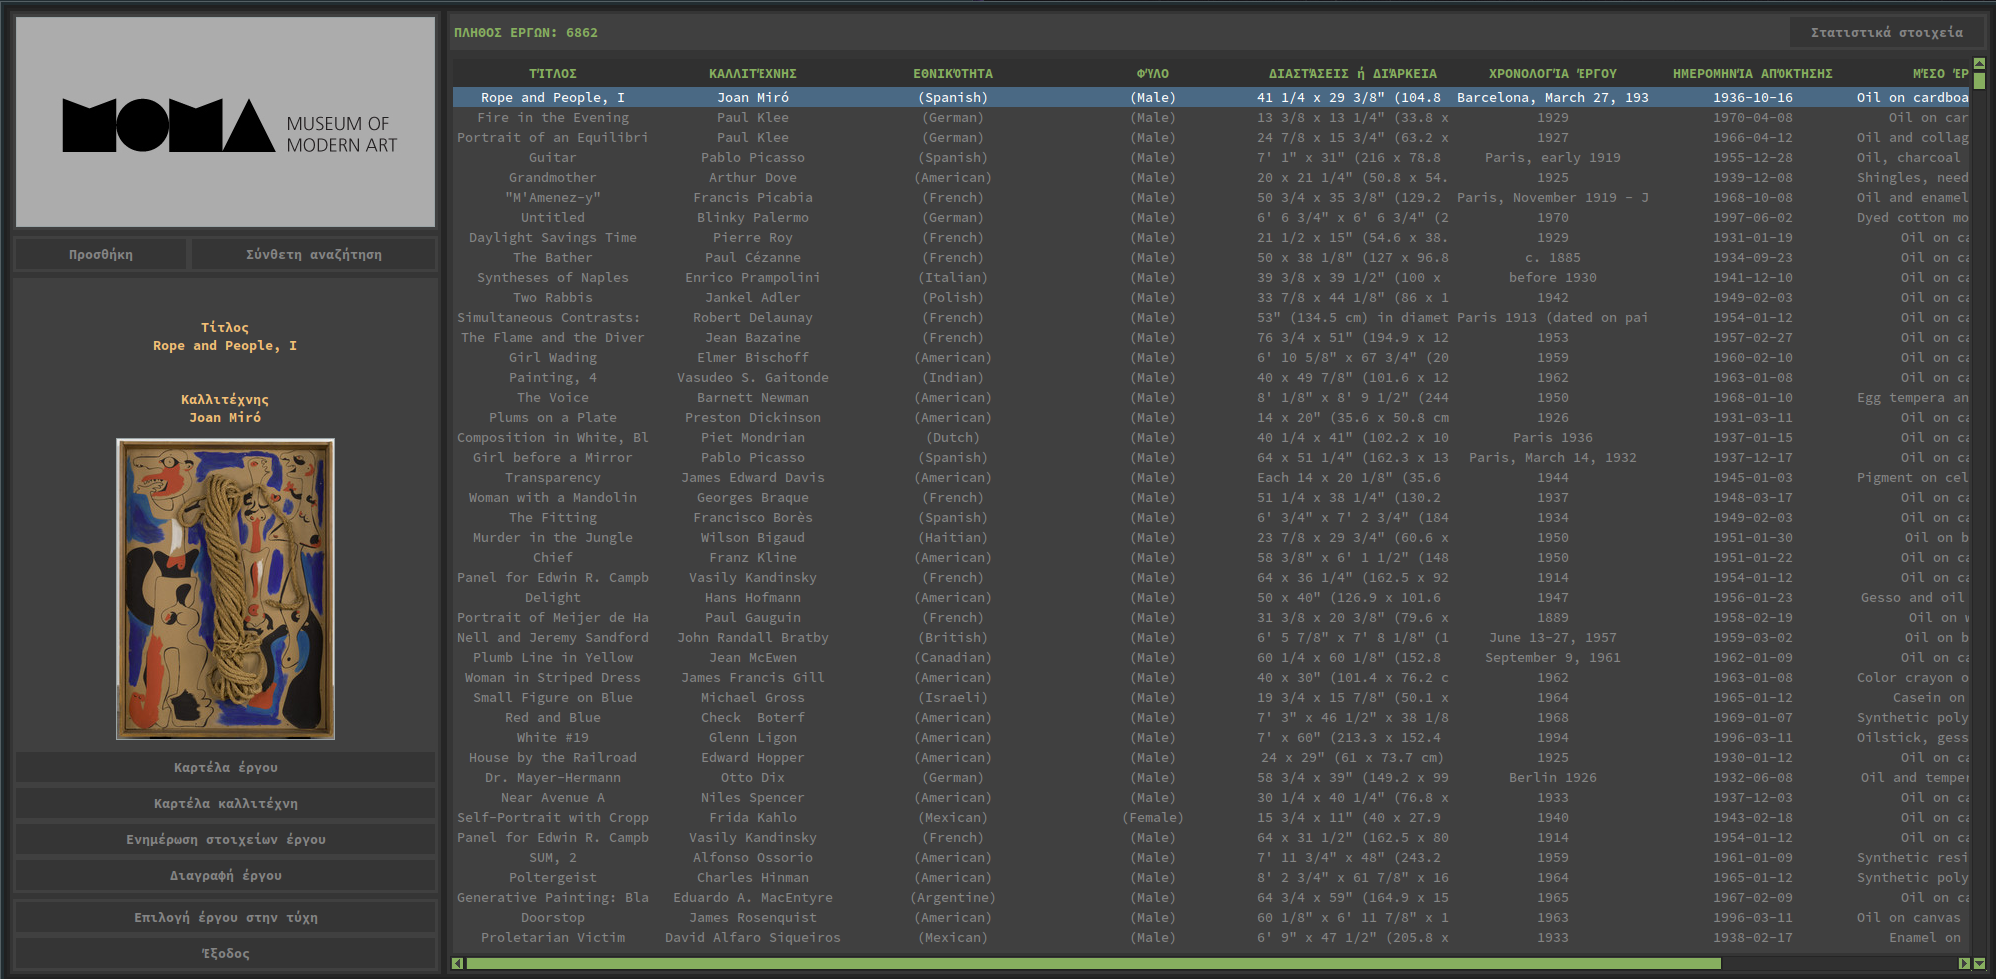 MOMA MUSEUM OF
MODERN ART
Προσθήκη Σύνθετη αναζήτηση
Τίτλος
Rope and People, I
Καλλιτέχνης
Joan Miró
Καρτέλα έργου
Καρτέλα καλλιτέχνη
Ενημέρωση στοιχείων έργου
Διαγραφή έργου
Επιλογή έργου στην τύχη
Έξοδος
ΠΛΗΘΟΣ ΕΡΓΩΝ: 6862 Στατιστικά στοιχεία
ΤΊΤΛΟΣ ΚΑΛΛΙΤΈΧΝΗΣ ΕΘΝΙΚΌΤΗΤΑ ΦΎΛΟ ΔΙΑΣΤΆΣΕΙΣ ή ΔΙΆΡΚΕΙΑ ΧΡΟΝΟΛΟΓΊΑ ΈΡΓΟΥ ΗΜΕΡΟΜΗΝΊΑ ΑΠΌΚΤΗΣΗΣ ΜΈΣΟ ΈΡ
Rope and People, I Joan Miró (Spanish) (Male) 41 1/4 x 29 3/8" (104.8 Barcelona, March 27, 193 1936-10-16 Oil on cardboa
Fire in the Evening Paul Klee (German) (Male) 13 3/8 x 13 1/4" (33.8 x 1929 1970-04-08 Oil on car
Portrait of an Equilibri Paul Klee (German) (Male) 24 7/8 x 15 3/4" (63.2 x 1927 1966-04-12 Oil and collag
Guitar Pablo Picasso (Spanish) (Male) 7' 1" x 31" (216 x 78.8 Paris, early 1919 1955-12-28 Oil, charcoal
Grandmother Arthur Dove (American) (Male) 20 x 21 1/4" (50.8 x 54. 1925 1939-12-08 Shingles, need
"M'Amenez-y" Francis Picabia (French) (Male) 50 3/4 x 35 3/8" (129.2 Paris, November 1919 - J 1968-10-08 Oil and enamel
Untitled Blinky Palermo (German) (Male) 6' 6 3/4" x 6' 6 3/4" (2 1970 1997-06-02 Dyed cotton mo
Daylight Savings Time Pierre Roy (French) (Male) 21 1/2 x 15" (54.6 x 38. 1929 1931-01-19 Oil on ca
The Bather Paul Cézanne (French) (Male) 50 x 38 1/8" (127 x 96.8 c. 1885 1934-09-23 Oil on ca
Syntheses of Naples Enrico Prampolini (Italian) (Male) 39 3/8 x 39 1/2" (100 x before 1930 1941-12-10 Oil on ca
Two Rabbis Jankel Adler (Polish) (Male) 33 7/8 x 44 1/8" (86 x 1 1942 1949-02-03 Oil on ca
Simultaneous Contrasts: Robert Delaunay (French) (Male) 53" (134.5 cm) in diamet Paris 1913 (dated on pai 1954-01-12 Oil on ca
The Flame and the Diver Jean Bazaine (French) (Male) 76 3/4 x 51" (194.9 x 12 1953 1957-02-27 Oil on ca
Girl Wading Elmer Bischoff (American) (Male) 6' 10 5/8" x 67 3/4" (20 1959 1960-02-10 Oil on ca
Painting, 4 Vasudeo S. Gaitonde (Indian) (Male) 40 x 49 7/8" (101.6 x 12 1962 1963-01-08 Oil on ca
The Voice Barnett Newman (American) (Male) 8' 1/8" x 8' 9 1/2" (244 1950 1968-01-10 Egg tempera an
Plums on a Plate Preston Dickinson (American) (Male) 14 x 20" (35.6 x 50.8 cm 1926 1931-03-11 Oil on ca
Composition in White, Bl Piet Mondrian (Dutch) (Male) 40 1/4 x 41" (102.2 x 10 Paris 1936 1937-01-15 Oil on ca
Girl before a Mirror Pablo Picasso (Spanish) (Male) 64 x 51 1/4" (162.3 x 13 Paris, March 14, 1932 1937-12-17 Oil on ca
Transparency James Edward Davis (American) (Male) Each 14 x 20 1/8" (35.6 1944 1945-01-03 Pigment on cel
Woman with a Mandolin Georges Braque (French) (Male) 51 1/4 x 38 1/4" (130.2 1937 1948-03-17 Oil on ca
The Fitting Francisco Borès (Spanish) (Male) 6' 3/4" x 7' 2 3/4" (184 1934 1949-02-03 Oil on ca
Murder in the Jungle Wilson Bigaud (Haitian) (Male) 23 7/8 x 29 3/4" (60.6 x 1950 1951-01-30 Oil on b
Chief Franz Kline (American) (Male) 58 3/8" x 6' 1 1/2" (148 1950 1951-01-22 Oil on ca
Panel for Edwin R. Campb Vasily Kandinsky (French) (Male) 64 x 36 1/4" (162.5 x 92 1914 1954-01-12 Oil on ca
Delight Hans Hofmann (American) (Male) 50 x 40" (126.9 x 101.6 1947 1956-01-23 Gesso and oil
Portrait of Meijer de Ha Paul Gauguin (French) (Male) 31 3/8 x 20 3/8" (79.6 x 1889 1958-02-19 Oil on w
Nell and Jeremy Sandford John Randall Bratby (British) (Male) 6' 5 7/8" x 7' 8 1/8" (1 June 13-27, 1957 1959-03-02 Oil on b
Plumb Line in Yellow Jean McEwen (Canadian) (Male) 60 1/4 x 60 1/8" (152.8 September 9, 1961 1962-01-09 Oil on ca
Woman in Striped Dress James Francis Gill (American) (Male) 40 x 30" (101.4 x 76.2 c 1962 1963-01-08 Color crayon o
Small Figure on Blue Michael Gross (Israeli) (Male) 19 3/4 x 15 7/8" (50.1 x 1964 1965-01-12 Casein on
Red and Blue Check Boterf (American) (Male) 7' 3" x 46 1/2" x 38 1/8 1968 1969-01-07 Synthetic poly
White #19 Glenn Ligon (American) (Male) 7' x 60" (213.3 x 152.4 1994 1996-03-11 Oilstick, gess
House by the Railroad Edward Hopper (American) (Male) 24 x 29" (61 x 73.7 cm) 1925 1930-01-12 Oil on ca
Dr. Mayer-Hermann Otto Dix (German) (Male) 58 3/4 x 39" (149.2 x 99 Berlin 1926 1932-06-08 Oil and temper
Near Avenue A Niles Spencer (American) (Male) 30 1/4 x 40 1/4" (76.8 x 1933 1937-12-03 Oil on ca
Self-Portrait with Cropp Frida Kahlo (Mexican) (Female) 15 3/4 x 11" (40 x 27.9 1940 1943-02-18 Oil on ca
Panel for Edwin R. Campb Vasily Kandinsky (French) (Male) 64 x 31 1/2" (162.5 x 80 1914 1954-01-12 Oil on ca
SUM, 2 Alfonso Ossorio (American) (Male) 7' 11 3/4" x 48" (243.2 1959 1961-01-09 Synthetic resi
Poltergeist Charles Hinman (American) (Male) 8' 2 3/4" x 61 7/8" x 16 1964 1965-01-12 Synthetic poly
Generative Painting: Bla Eduardo A. MacEntyre (Argentine) (Male) 64 3/4 x 59" (164.9 x 15 1965 1967-02-09 Oil on ca
Doorstop James Rosenquist (American) (Male) 60 1/8" x 6' 11 7/8" x 1 1963 1996-03-11 Oil on canvas
Proletarian Victim David Alfaro Siqueiros (Mexican) (Male) 6' 9" x 47 1/2" (205.8 x 1933 1938-02-17 Enamel on